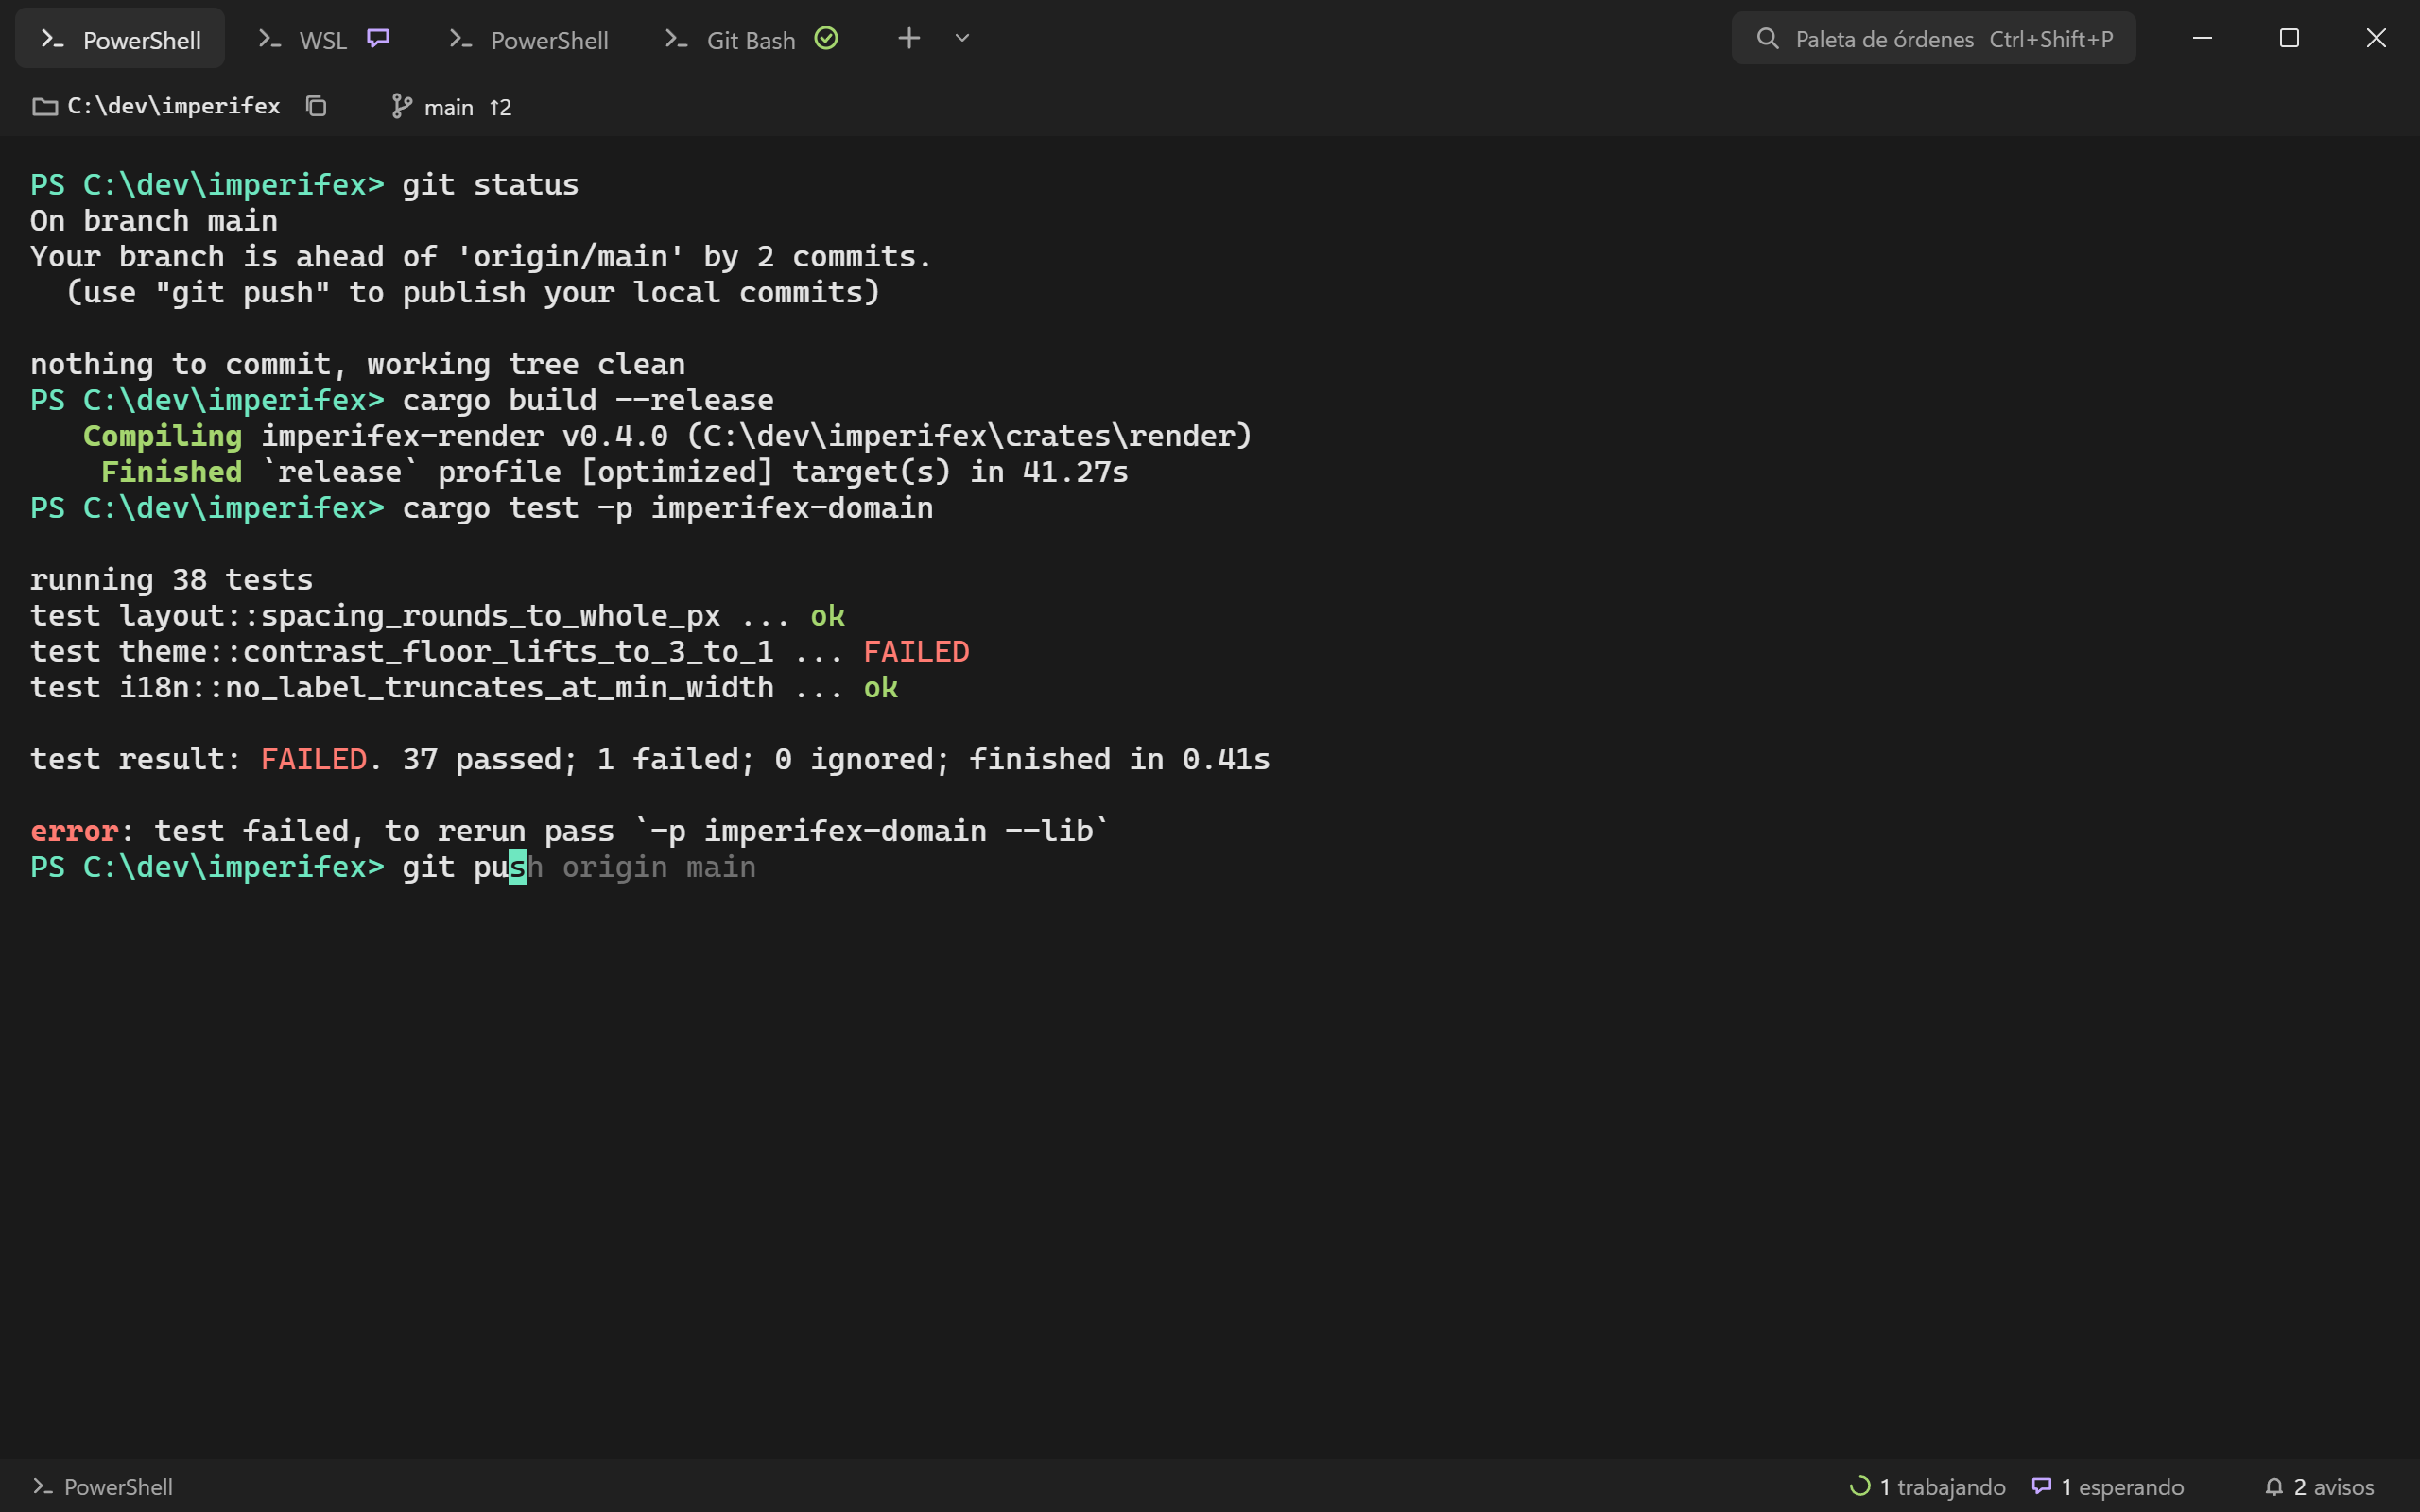 PowerShell
WSL
PowerShell
Git Bash
Paleta de órdenes Ctrl+Shift+P
C:\dev\imperifex
main ↑2
PS C:\dev\imperifex> git status
On branch main
Your branch is ahead of 'origin/main' by 2 commits.
  (use "git push" to publish your local commits)
nothing to commit, working tree clean
PS C:\dev\imperifex> cargo build --release
   Compiling imperifex-render v0.4.0 (C:\dev\imperifex\crates\render)
    Finished `release` profile [optimized] target(s) in 41.27s
PS C:\dev\imperifex> cargo test -p imperifex-domain
running 38 tests
test layout::spacing_rounds_to_whole_px ... ok
test theme::contrast_floor_lifts_to_3_to_1 ... FAILED
test i18n::no_label_truncates_at_min_width ... ok
test result: FAILED. 37 passed; 1 failed; 0 ignored; finished in 0.41s
error: test failed, to rerun pass `-p imperifex-domain --lib`
PS C:\dev\imperifex> git push origin main
PowerShell
1 trabajando
1 esperando
2 avisos